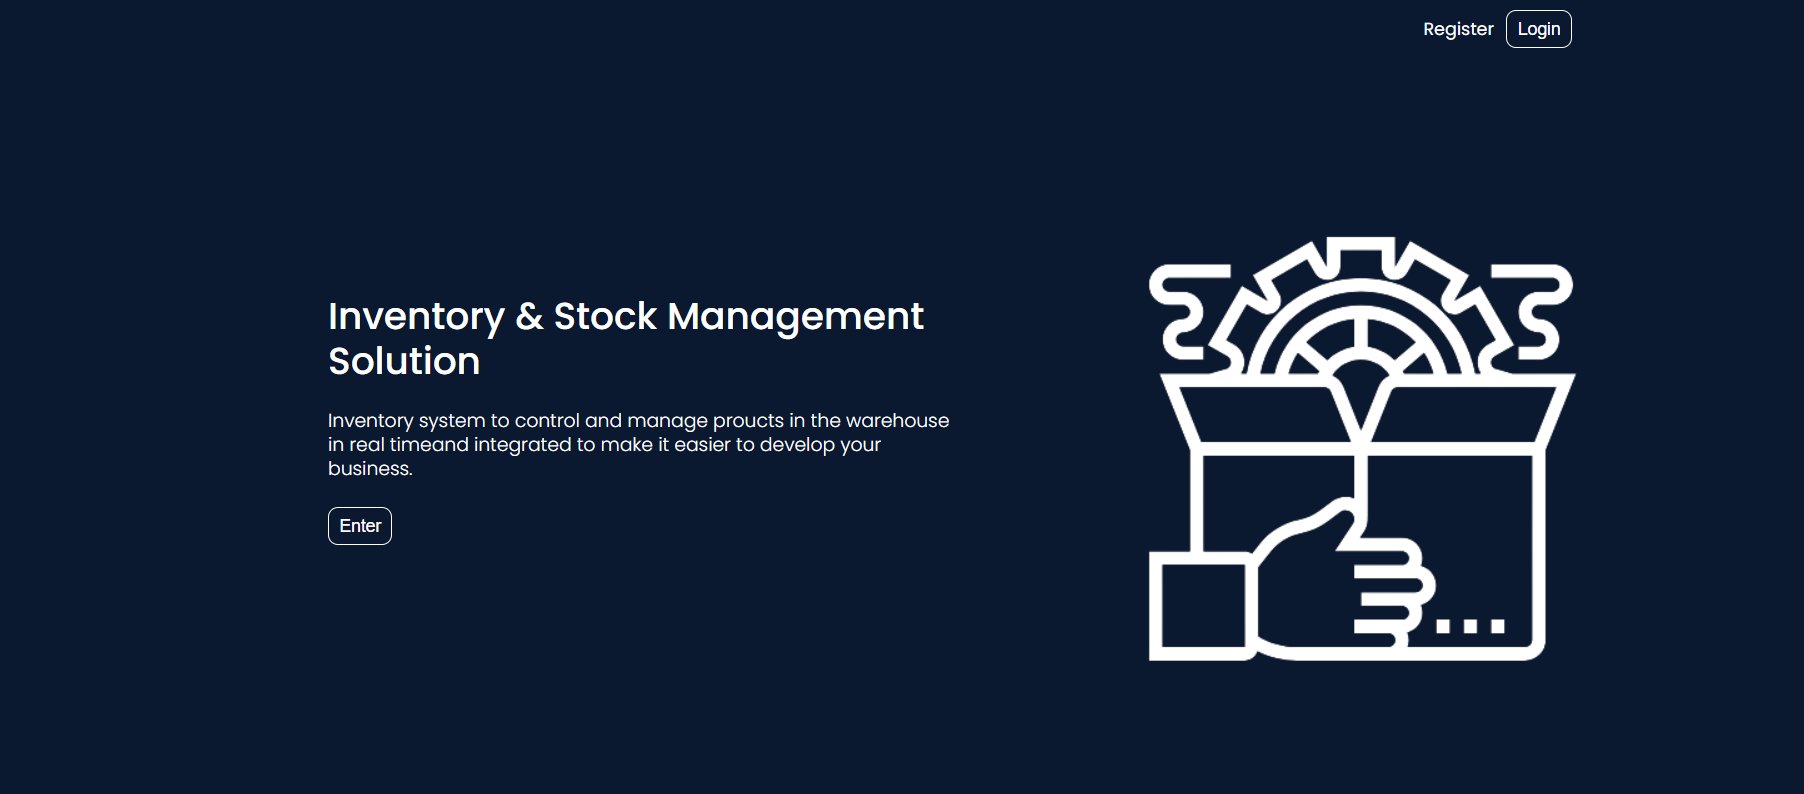 Register Login
Inventory & Stock Management
Solution
Inventory system to control and manage proucts in the warehouse
in real timeand integrated to make it easier to develop your
business.
Enter